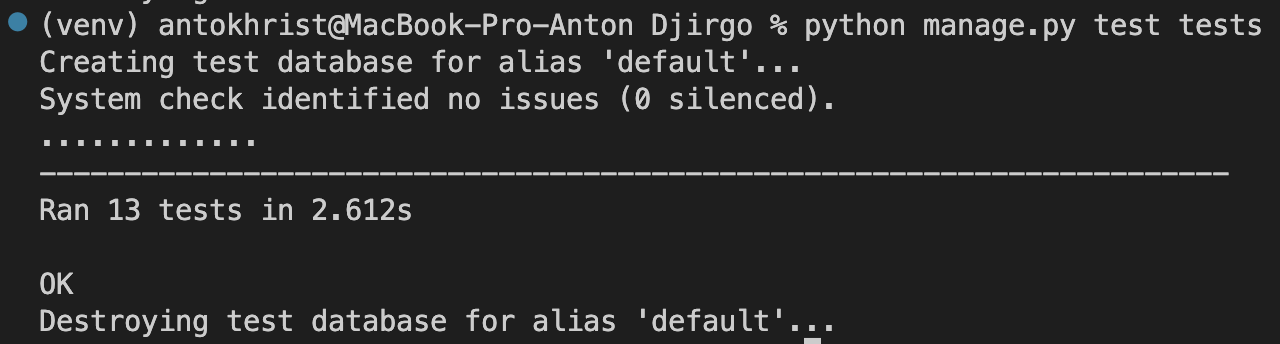 (venv) antokhrist@MacBook-Pro-Anton Djirgo % python manage.py test tests
Creating test database for alias 'default'...
System check identified no issues (0 silenced).
.............
----------------------------------------------------------------------
Ran 13 tests in 2.612s

OK
Destroying test database for alias 'default'...